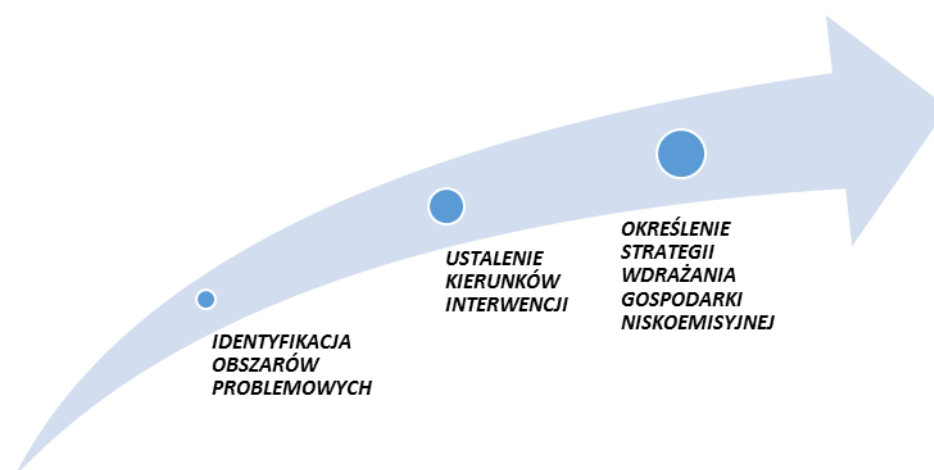 IDENTYFIKACJA
OBSZARÓW
PROBLEMOWYCH
USTALENIE
KIERUNKÓW
INTERWENCJI
OKREŚLENIE
STRATEGII
WDRAŻANIA
GOSPODARKI
NISKOEMISYJNEJ